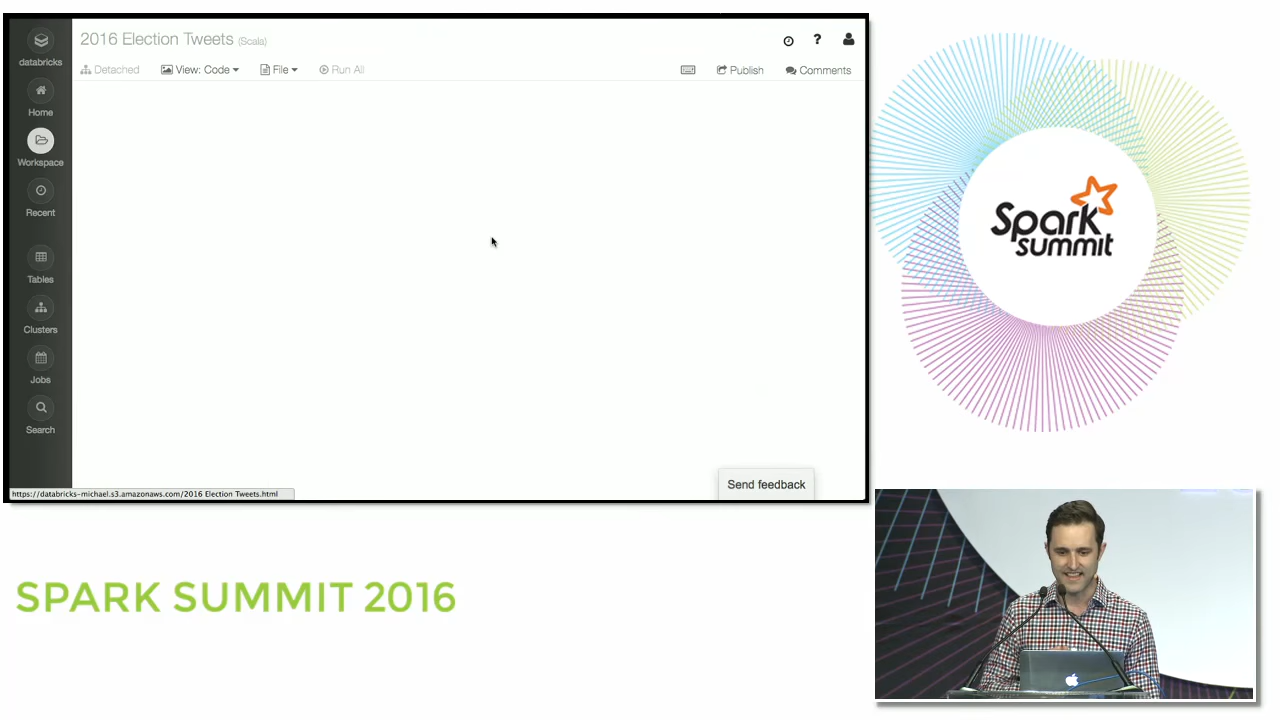 2016 Election Tweets (Scala)
Detached View: Code File Run All Publish Comments
databricks
Home
Workspace
Recent
Tables
Clusters
Jobs
Search
https://databricks-michael.s3.amazonaws.com/2016 Election Tweets.html
Send feedback
?
Spark
summit
SPARK SUMMIT 2016